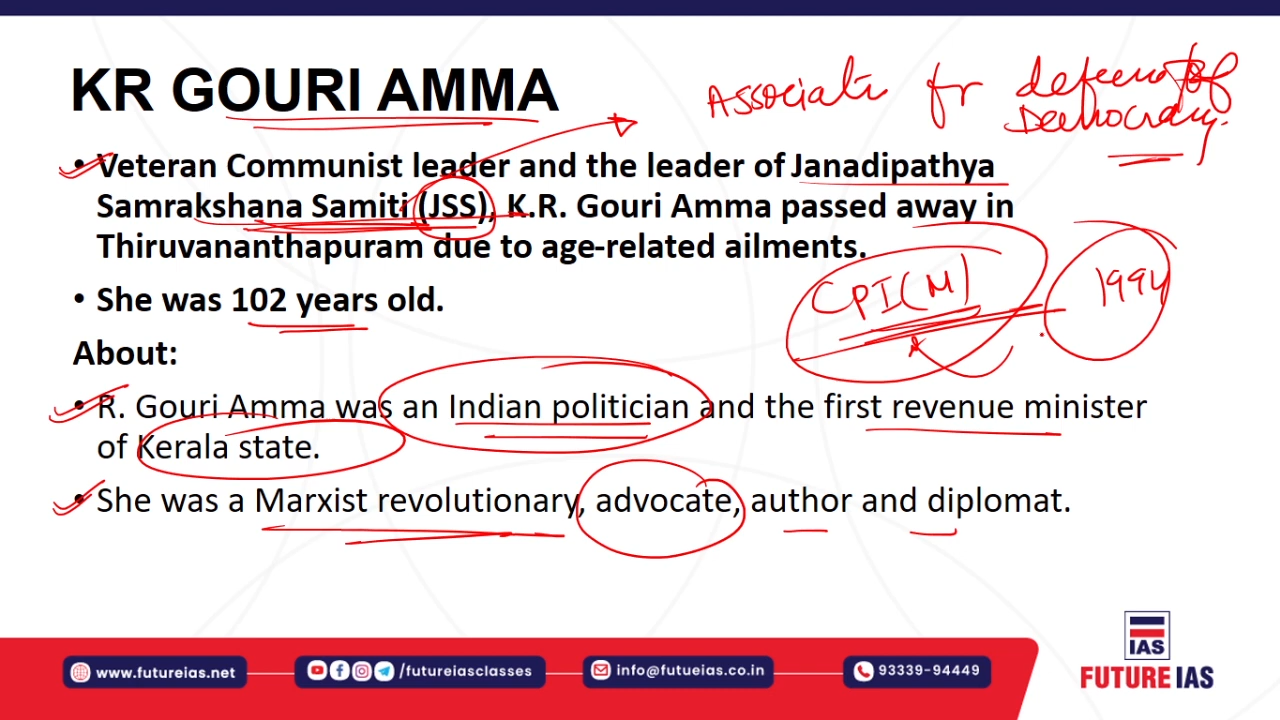 KR GOURI AMMA
Associate for defence of
Democracy.
• Veteran Communist leader and the leader of Janadipathya
Samrakshana Samiti (JSS), K.R. Gouri Amma passed away in
Thiruvananthapuram due to age-related ailments.
CPI(M)
1994
• She was 102 years old.
About:
• R. Gouri Amma was an Indian politician and the first revenue minister
of Kerala state.
• She was a Marxist revolutionary, advocate, author and diplomat.
IAS
FUTURE IAS
www.futureias.net
/futureiasclasses
info@futueias.co.in
93339-94449